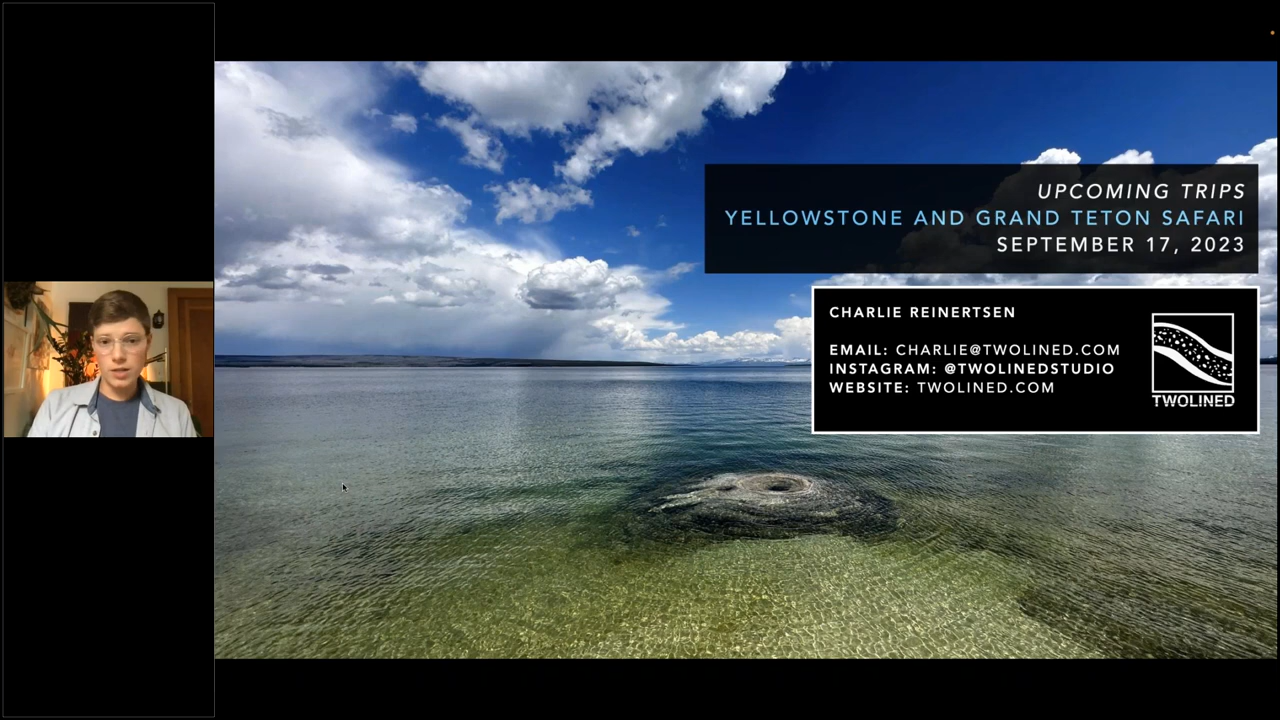 UPCOMING TRIPS
YELLOWSTONE AND GRAND TETON SAFARI
SEPTEMBER 17, 2023
CHARLIE REINERTSEN
EMAIL: CHARLIE@TWOLINED.COM
INSTAGRAM: @TWOLINEDSTUDIO
WEBSITE: TWOLINED.COM
TWOLINED